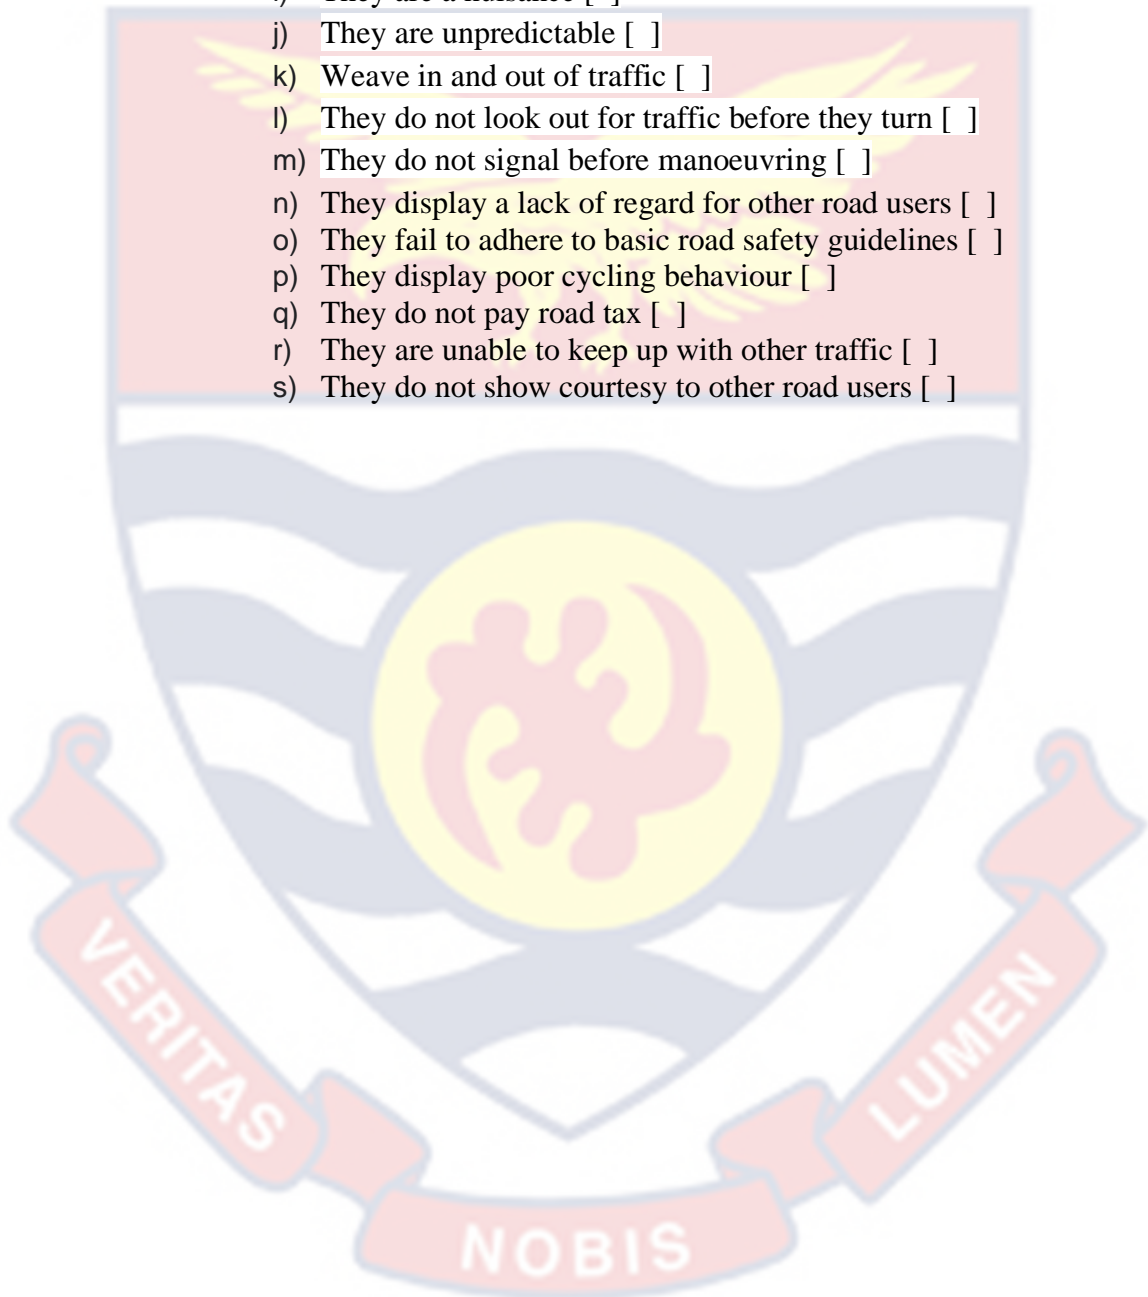 j) They are unpredictable [ ]
k) Weave in and out of traffic [ ]
l) They do not look out for traffic before they turn [ ]
m) They do not signal before manoeuvring [ ]
n) They display a lack of regard for other road users [ ]
o) They fail to adhere to basic road safety guidelines [ ]
p) They display poor cycling behaviour [ ]
q) They do not pay road tax [ ]
r) They are unable to keep up with other traffic [ ]
s) They do not show courtesy to other road users [ ]
VERITAS
NOBIS
LUMEN